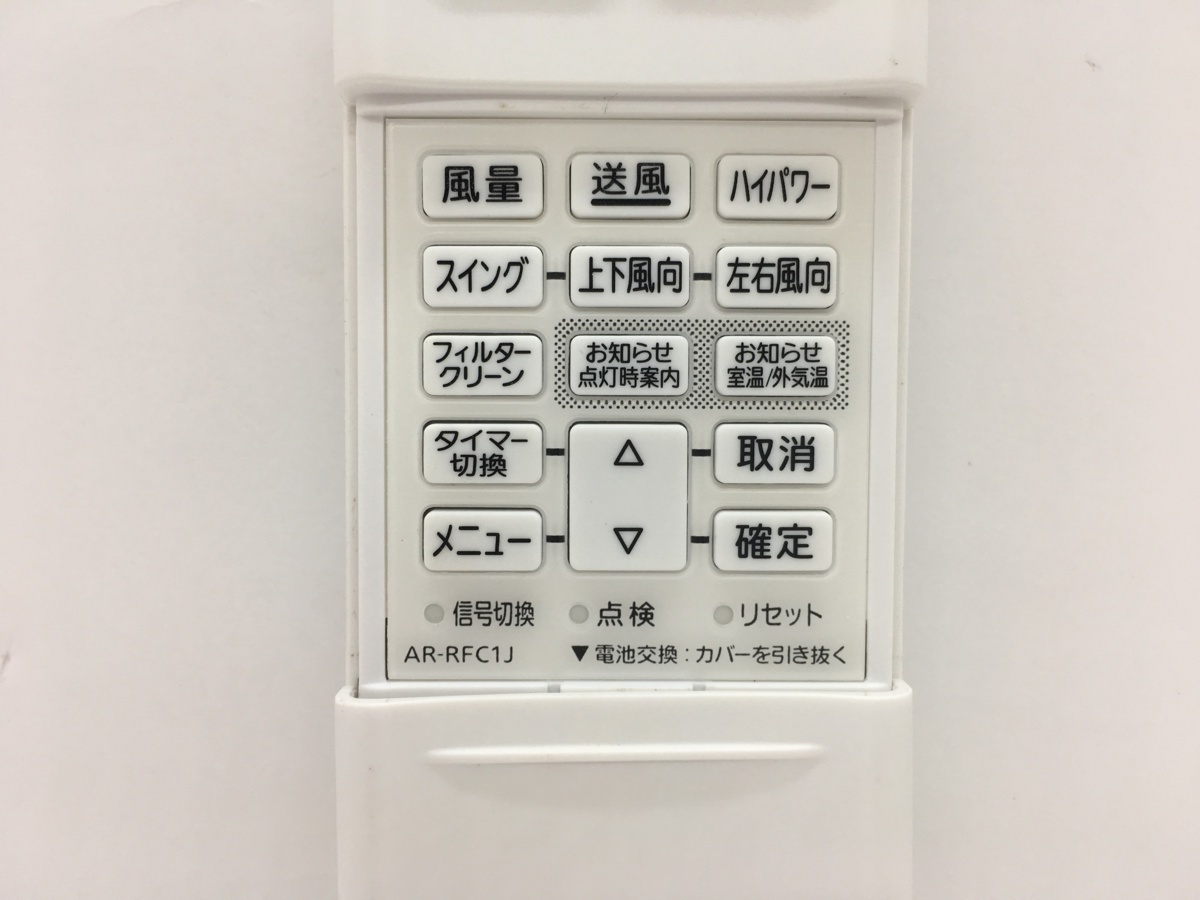 風量
送風
ハイパワー
スイング
上下風向
左右風向
フィルター
クリーン
お知らせ
点灯時案内
お知らせ
室温/外気温
タイマー
切換
△
取消
メニュー
▽
確定
信号切換
点検
リセット
AR-RFC1J
▼電池交換：カバーを引き抜く